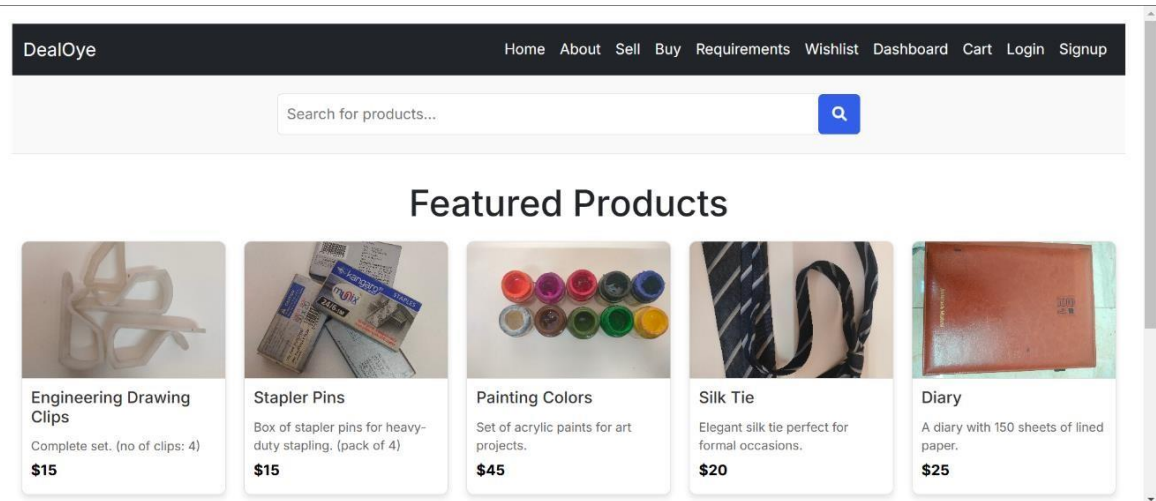 DealOye
Home About Sell Buy Requirements Wishlist Dashboard Cart Login Signup
Search for products...
Featured Products
kangaro
STAPLES
munix
Engineering Drawing
Clips
Complete set. (no of clips: 4)
$15
Stapler Pins
Box of stapler pins for heavy-
duty stapling. (pack of 4)
$15
Painting Colors
Set of acrylic paints for art
projects.
$45
Silk Tie
Elegant silk tie perfect for
formal occasions.
$20
Diary
A diary with 150 sheets of lined
paper.
$25